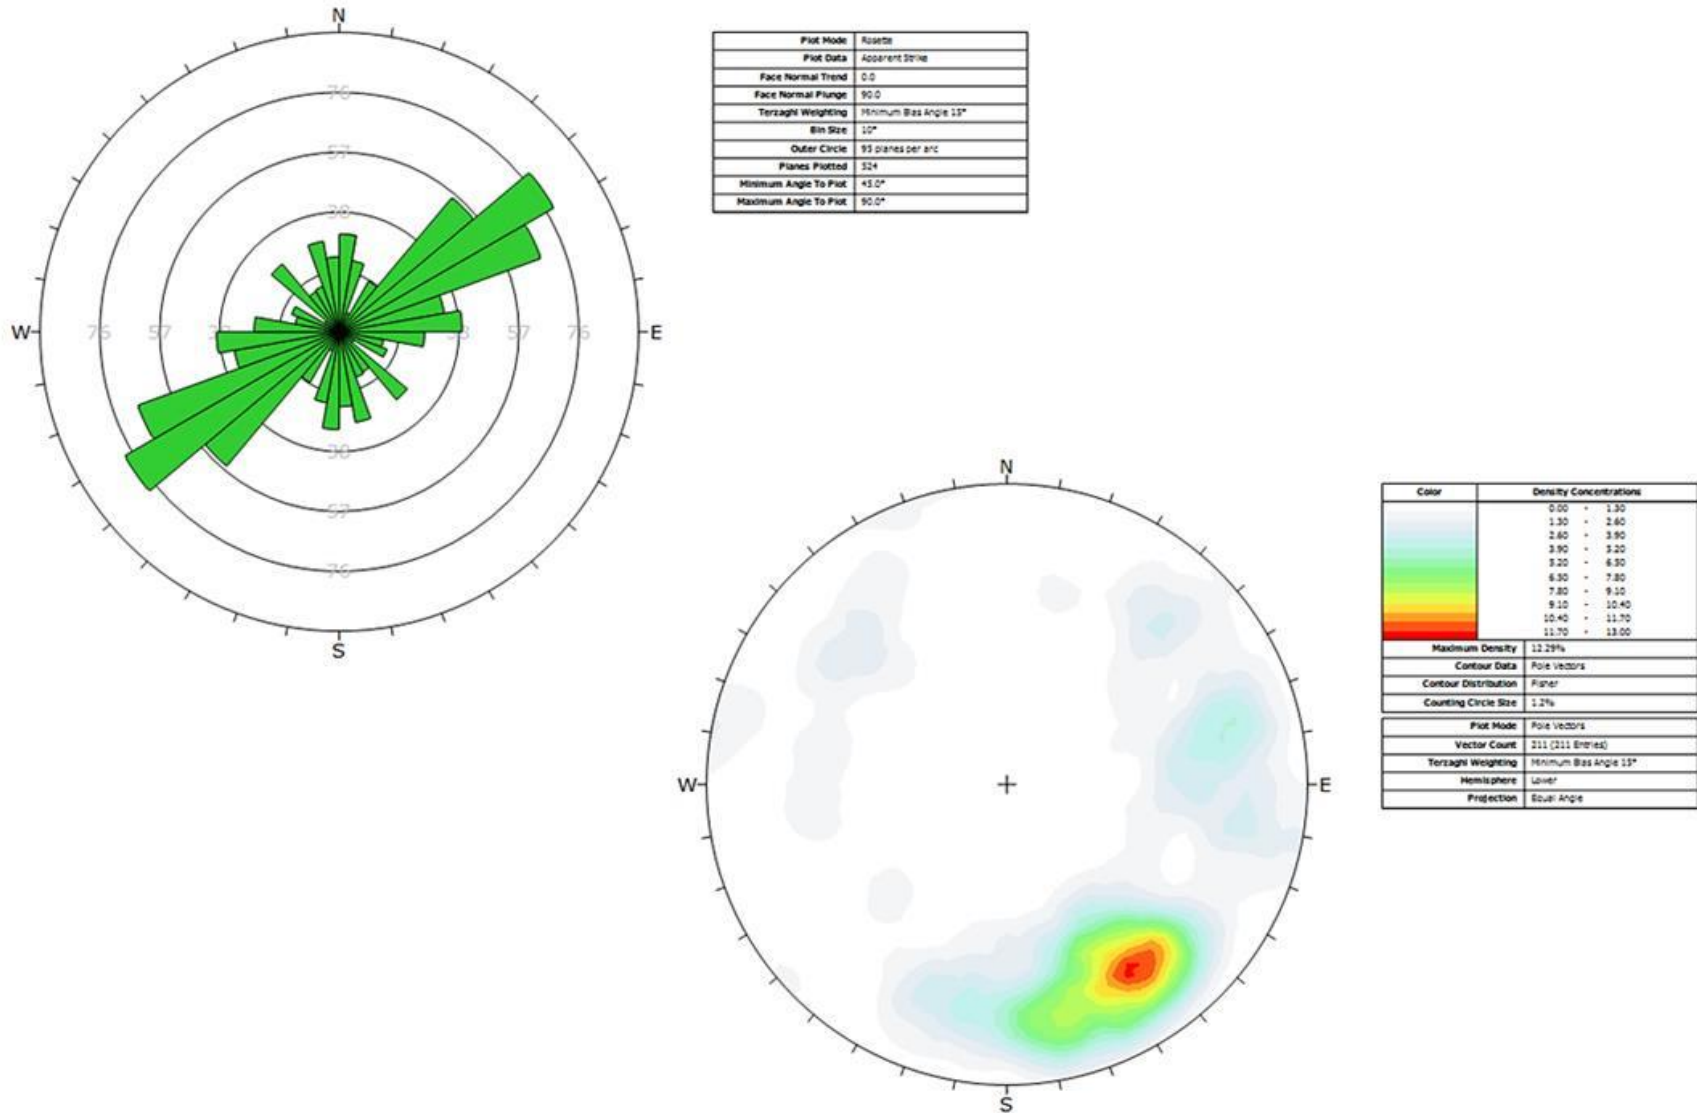 N
76
57
38
W
76
57
38
57
76
E
38
57
76
S
Plot Mode Rosette
Plot Data Apparent Strike
Face Normal Trend 0.0
Face Normal Plunge 90.0
Terzaghi Weighting Minimum Bias Angle 15°
Bin Size 10°
Outer Circle 95 planes per arc
Planes Plotted 324
Minimum Angle To Plot 45.0°
Maximum Angle To Plot 90.0°
N
W
E
S
Color Density Concentrations
0.00 - 1.30
1.30 - 2.60
2.60 - 3.90
3.90 - 5.20
5.20 - 6.50
6.50 - 7.80
7.80 - 9.10
9.10 - 10.40
10.40 - 11.70
11.70 - 13.00
Maximum Density 12.29%
Contour Data Pole Vectors
Contour Distribution Fisher
Counting Circle Size 1.2%
Plot Mode Pole Vectors
Vector Count 211 (211 Entries)
Terzaghi Weighting Minimum Bias Angle 15°
Hemisphere Lower
Projection Equal Angle